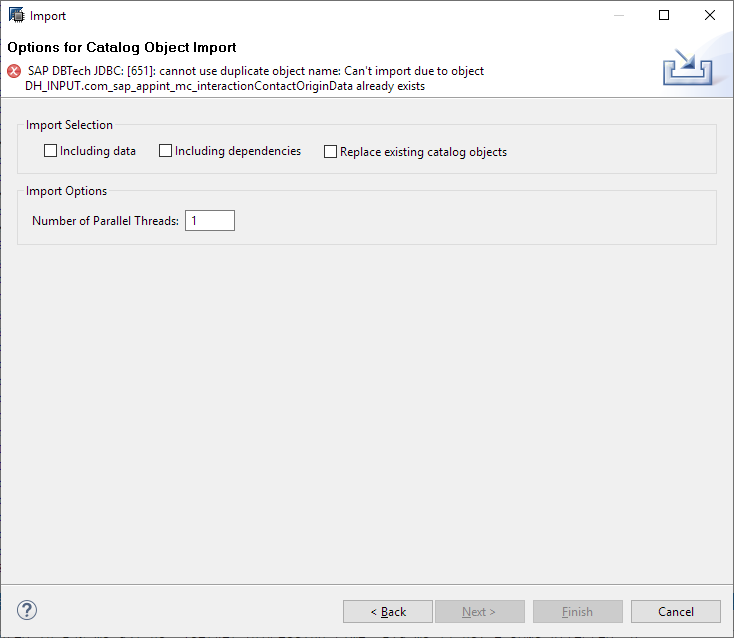 Import
Options for Catalog Object Import
SAP DBTech JDBC: [651]: cannot use duplicate object name: Can't import due to object
DH_INPUT.com_sap_appint_mc_interactionContactOriginData already exists
Import Selection
Including data Including dependencies Replace existing catalog objects
Import Options
Number of Parallel Threads: 1
? < Back Next > Finish Cancel